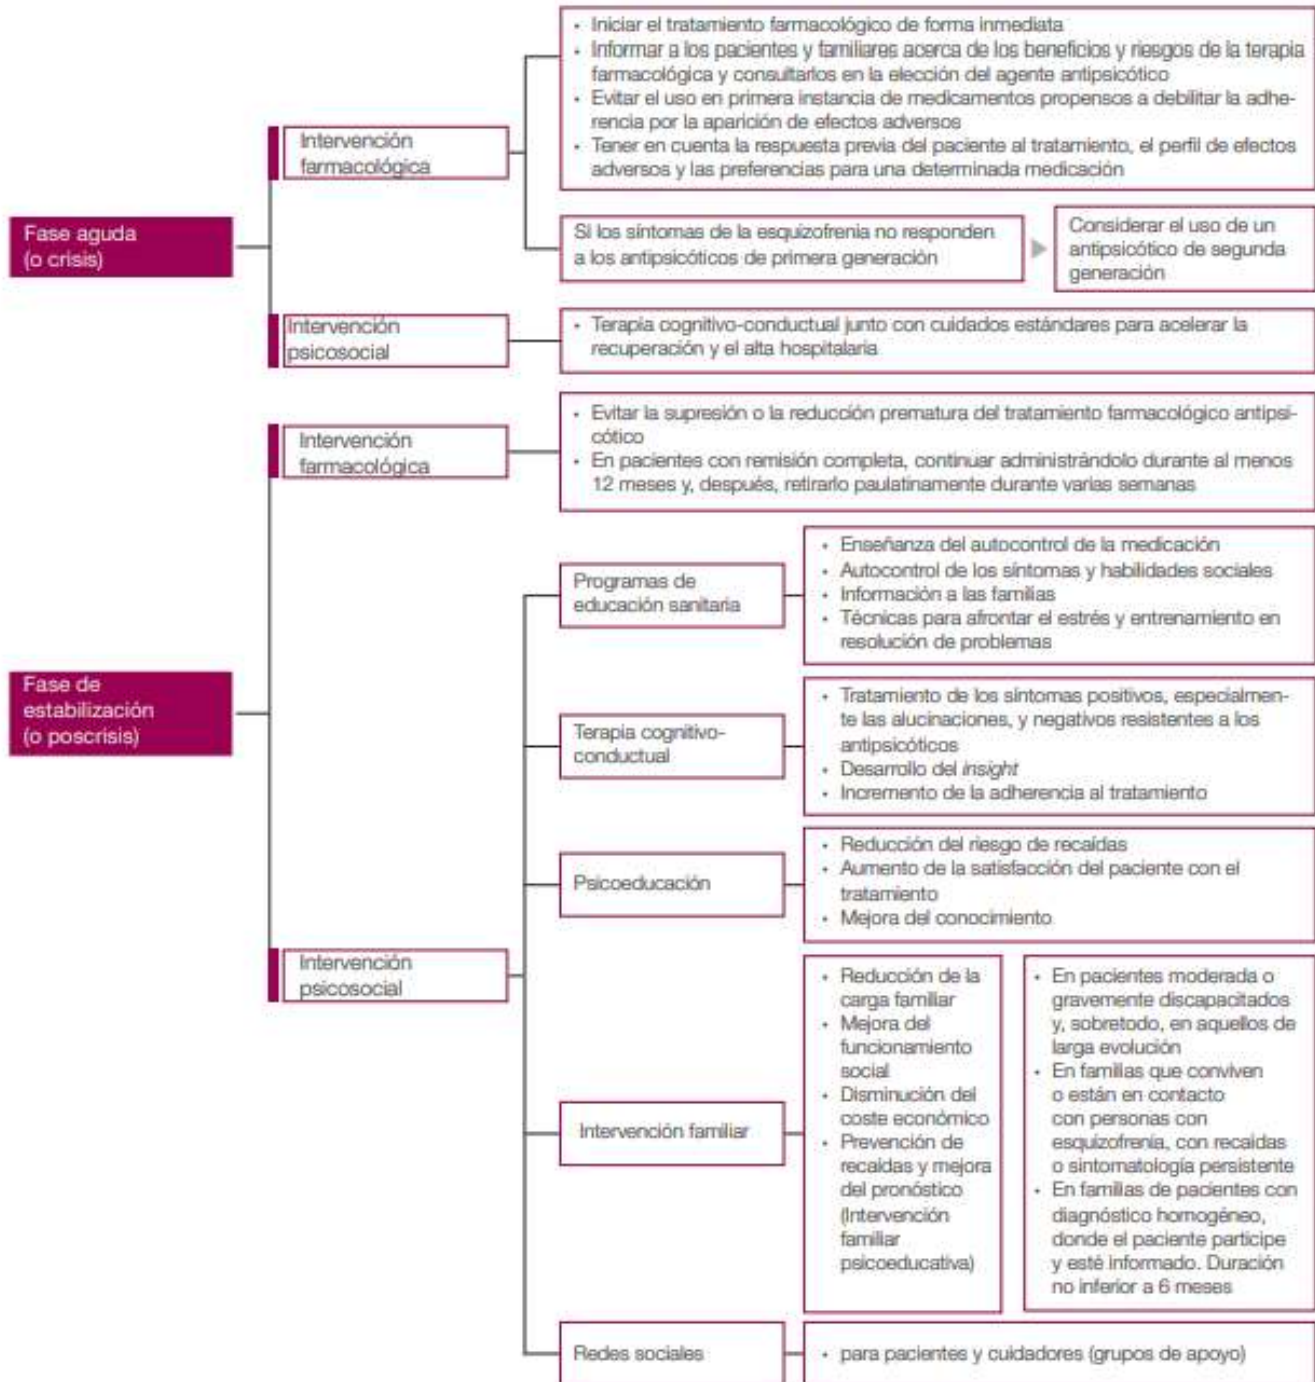 Fase aguda
(o crisis)
Intervención
farmacológica
• Iniciar el tratamiento farmacológico de forma inmediata
• Informar a los pacientes y familiares acerca de los beneficios y riesgos de la terapia
farmacológica y consultarlos en la elección del agente antipsicótico
• Evitar el uso en primera instancia de medicamentos propensos a debilitar la adhe-
rencia por la aparición de efectos adversos
• Tener en cuenta la respuesta previa del paciente al tratamiento, el perfil de efectos
adversos y las preferencias para una determinada medicación
Si los síntomas de la esquizofrenia no responden
a los antipsicóticos de primera generación
Considerar el uso de un
antipsicótico de segunda
generación
Intervención
psicosocial
• Terapia cognitivo-conductual junto con cuidados estándares para acelerar la
recuperación y el alta hospitalaria
Fase de
estabilización
(o poscrisis)
Intervención
farmacológica
• Evitar la supresión o la reducción prematura del tratamiento farmacológico antipsi-
cótico
• En pacientes con remisión completa, continuar administrándolo durante al menos
12 meses y, después, retirarlo paulatinamente durante varias semanas
Intervención
psicosocial
Programas de
educación sanitaria
• Enseñanza del autocontrol de la medicación
• Autocontrol de los síntomas y habilidades sociales
• Información a las familias
• Técnicas para afrontar el estrés y entrenamiento en
resolución de problemas
Terapia cognitivo-
conductual
• Tratamiento de los síntomas positivos, especialmen-
te las alucinaciones, y negativos resistentes a los
antipsicóticos
• Desarrollo del insight
• Incremento de la adherencia al tratamiento
Psicoeducación
• Reducción del riesgo de recaídas
• Aumento de la satisfacción del paciente con el
tratamiento
• Mejora del conocimiento
Intervención familiar
• Reducción de la
carga familiar
• Mejora del
funcionamiento
social
• Disminución del
coste económico
• Prevención de
recaídas y mejora
del pronóstico
(Intervención
familiar
psicoeducativa)
• En pacientes moderada o
gravemente discapacitados
y, sobretodo, en aquellos de
larga evolución
• En familias que conviven
o están en contacto
con personas con
esquizofrenía, con recaidas
o sintomatología persistente
• En familias de pacientes con
diagnóstico homogéneo,
donde el paciente participe
y esté informado. Duración
no inferior a 6 meses
Redes sociales
• para pacientes y cuidadores (grupos de apoyo)